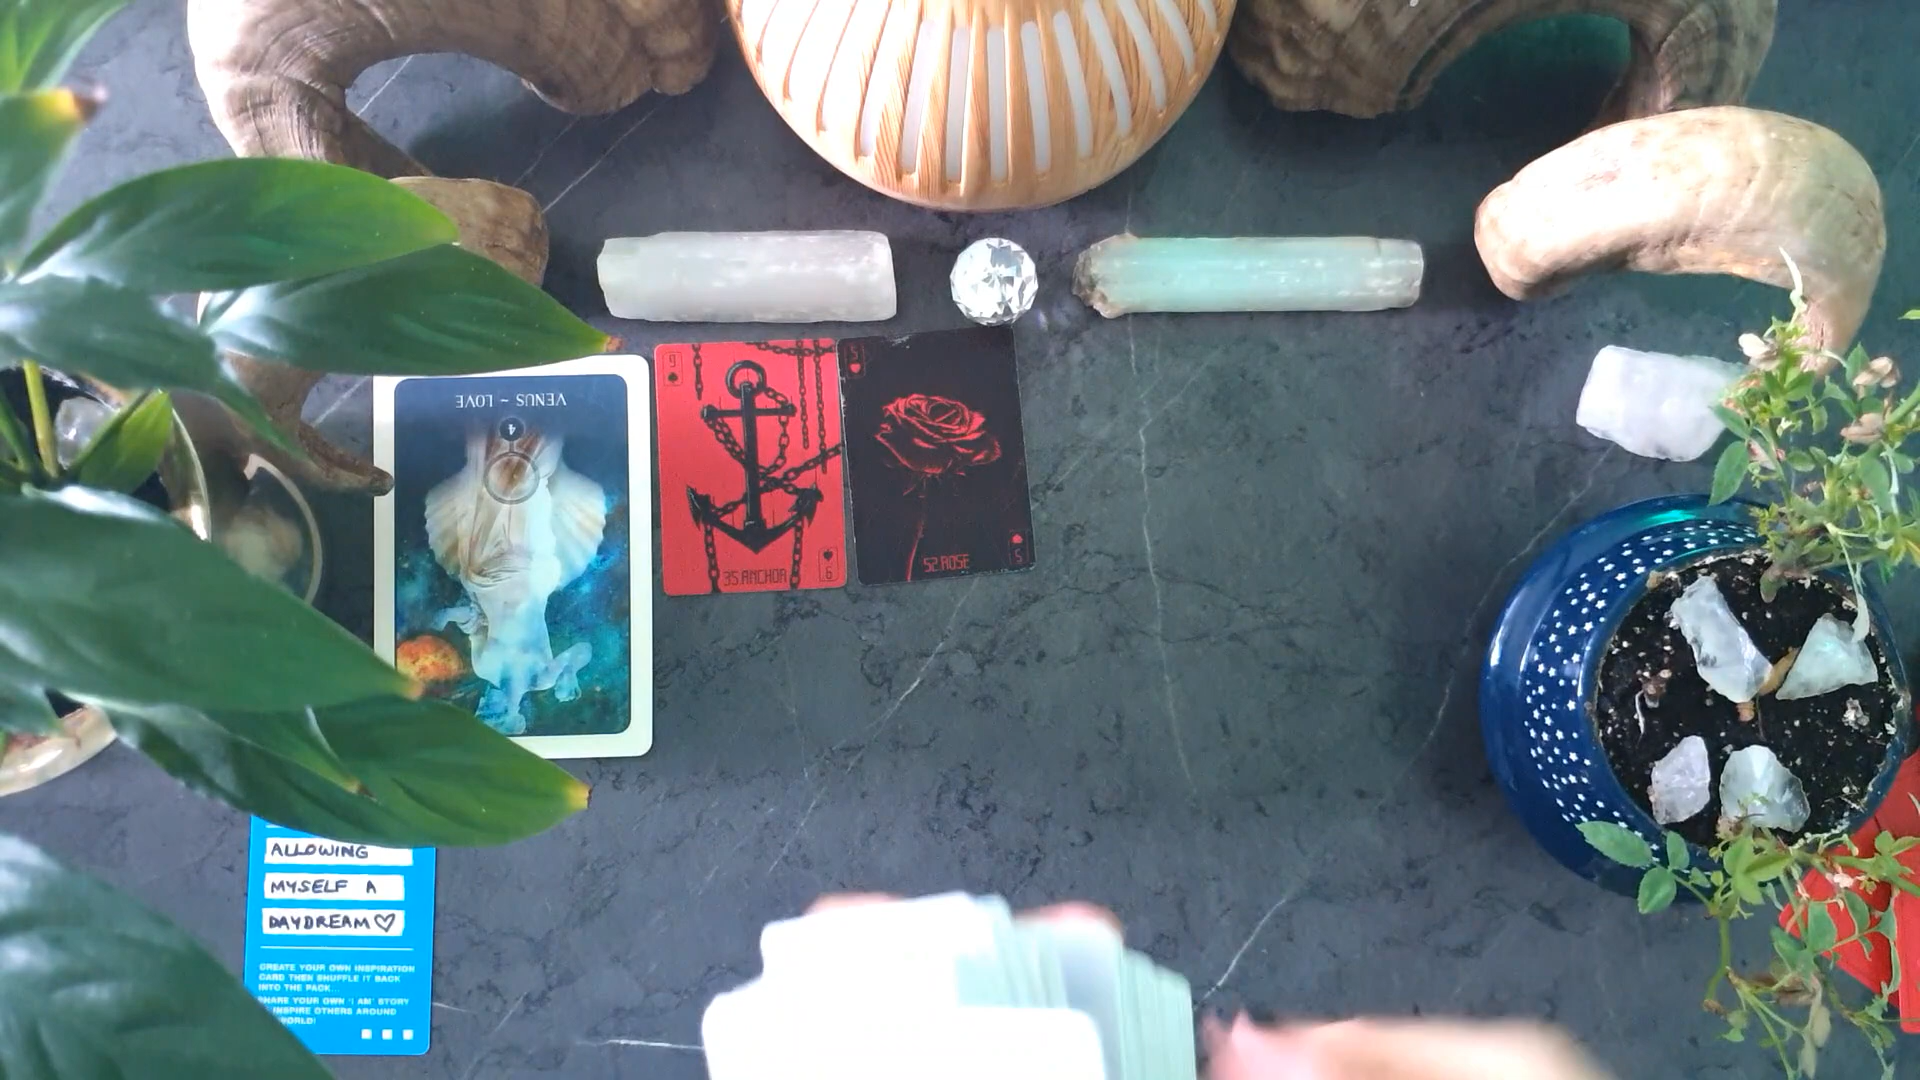 VENUS ~ LOVE
4
9
35 ANCHOR
9
5
52 ROSE
5
ALLOWING
MYSELF A
DAYDREAM♡
CREATE YOUR OWN INSPIRATION
CARD THEN SHUFFLE IT BACK
INTO THE PACK...
SHARE YOUR OWN 'I AM' STORY
INSPIRE OTHERS AROUND
WORLD!